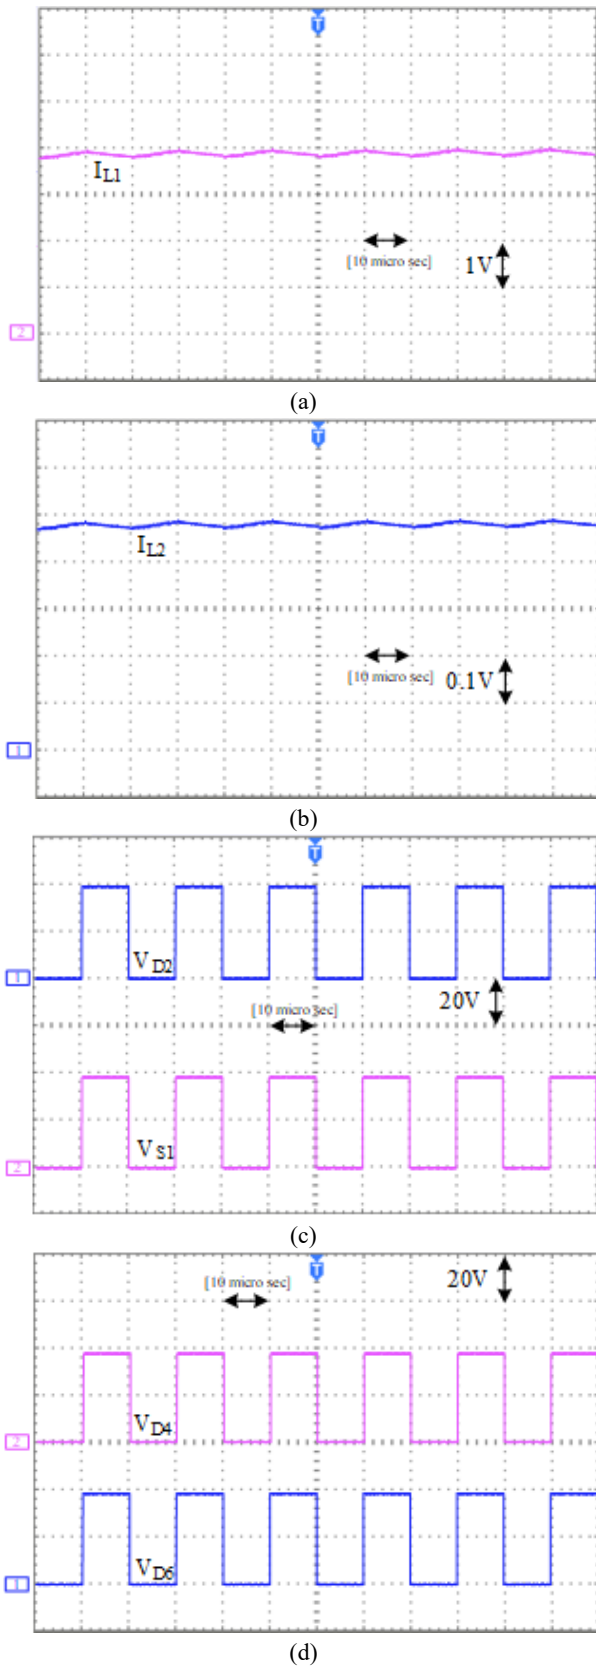 T
I_L1
[10 micro sec]
1V
2
(a)
T
I_L2
[10 micro sec]
0.1V
1
(b)
T
V_D2
1
20V
[10 micro sec]
V_S1
2
(c)
T
20V
[10 micro sec]
V_D4
2
V_D6
1
(d)